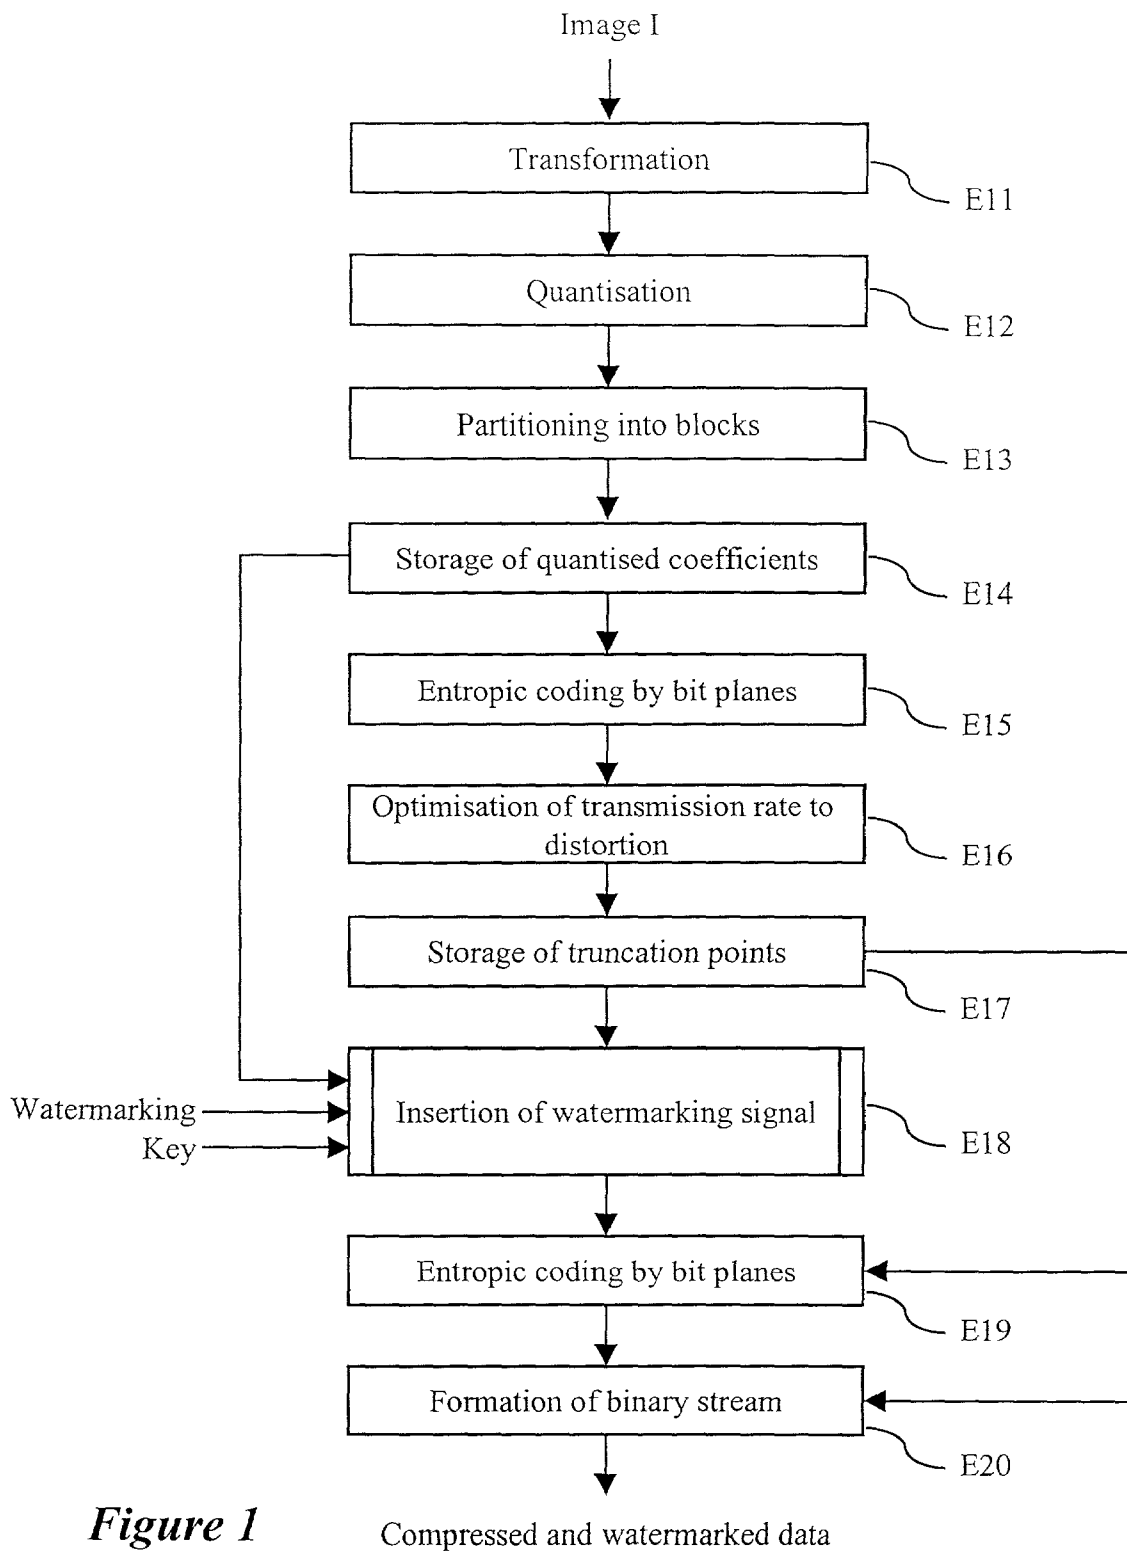 Image I
Transformation
E11
Quantisation
E12
Partitioning into blocks
E13
Storage of quantised coefficients
E14
Entropic coding by bit planes
E15
Optimisation of transmission rate to
distortion
E16
Storage of truncation points
E17
Watermarking
Key
Insertion of watermarking signal
E18
Entropic coding by bit planes
E19
Formation of binary stream
E20
Figure 1
Compressed and watermarked data